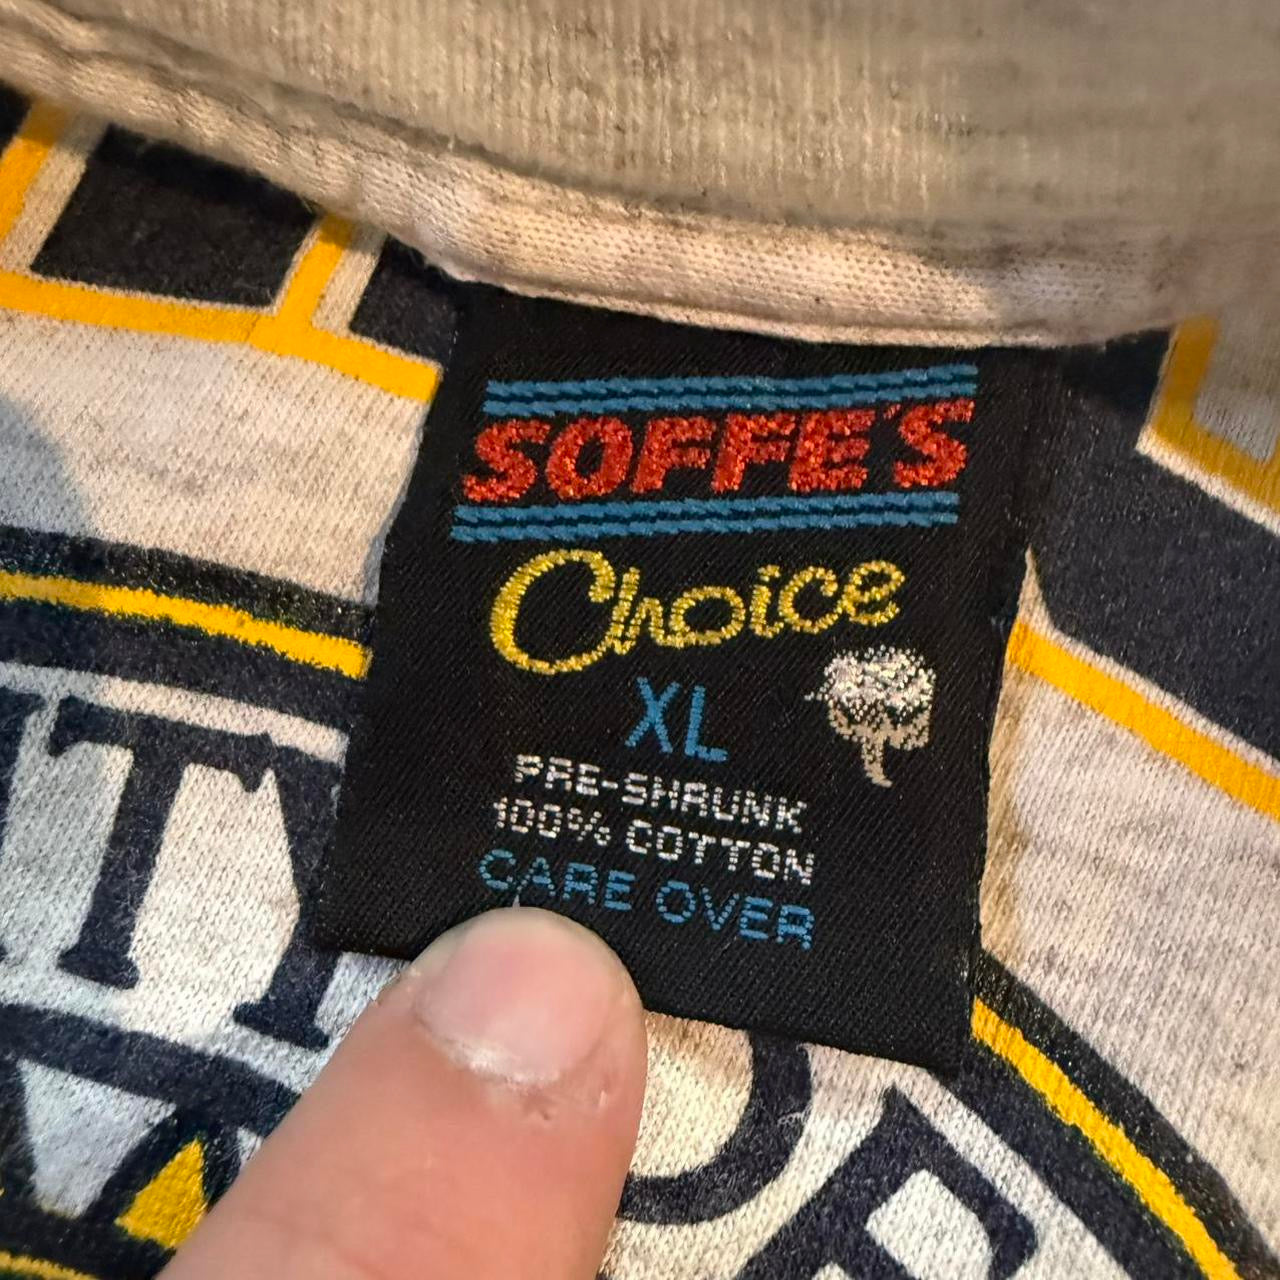 SOFFE'S
Choice
XL
PRE-SHRUNK
100% COTTON
CARE OVER